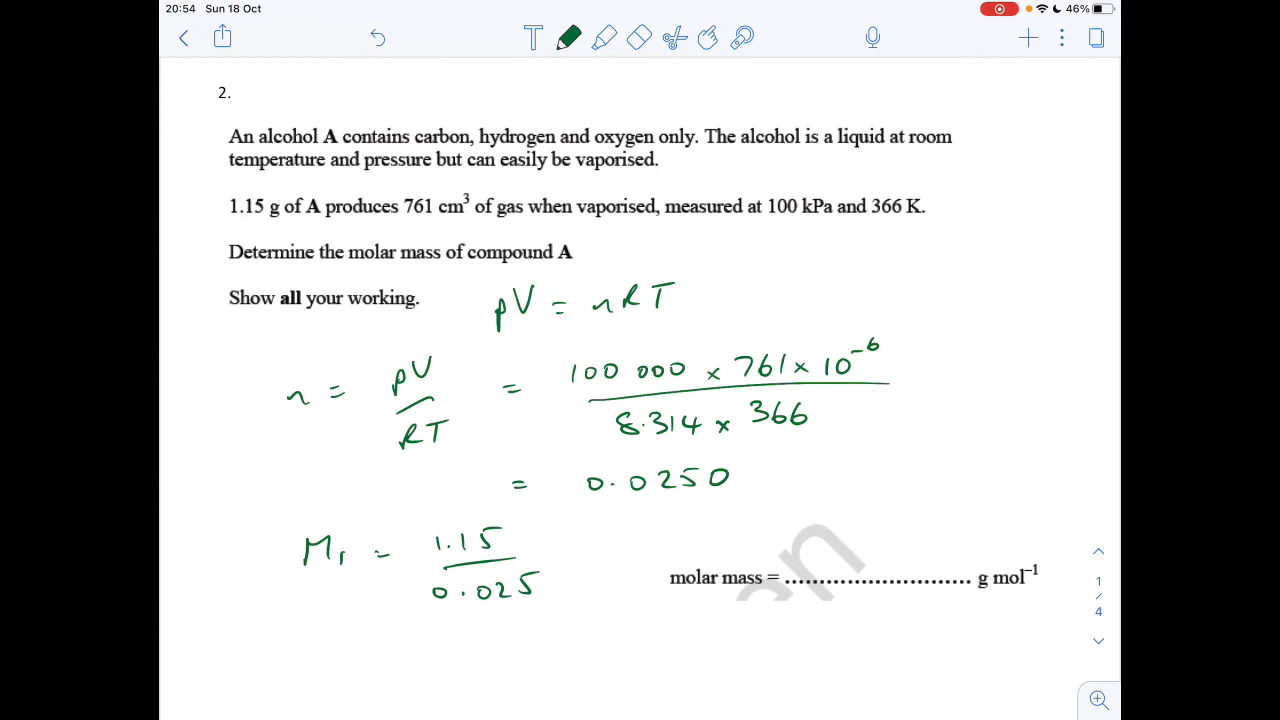 20:54 Sun 18 Oct 46%
2.
An alcohol A contains carbon, hydrogen and oxygen only. The alcohol is a liquid at room
temperature and pressure but can easily be vaporised.
1.15 g of A produces 761 cm³ of gas when vaporised, measured at 100 kPa and 366 K.
Determine the molar mass of compound A
Show all your working.
pV = nRT
n = pV/RT = 100 000 × 761 × 10⁻⁶ / 8.314 × 366
= 0.0250
Mr = 1.15 / 0.025
molar mass = ............................ g mol⁻¹
1
/
4